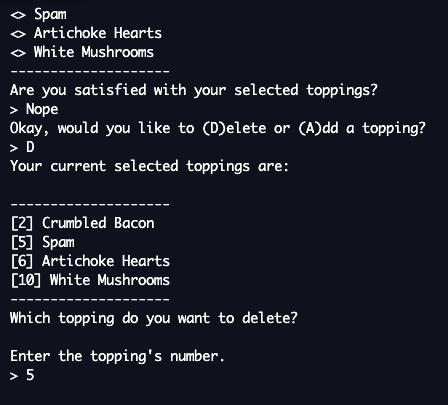 <> Spam
<> Artichoke Hearts
<> White Mushrooms
--------------------
Are you satisfied with your selected toppings?
> Nope
Okay, would you like to (D)elete or (A)dd a topping?
> D
Your current selected toppings are:
--------------------
[2] Crumbled Bacon
[5] Spam
[6] Artichoke Hearts
[10] White Mushrooms
--------------------
Which topping do you want to delete?
Enter the topping's number.
> 5